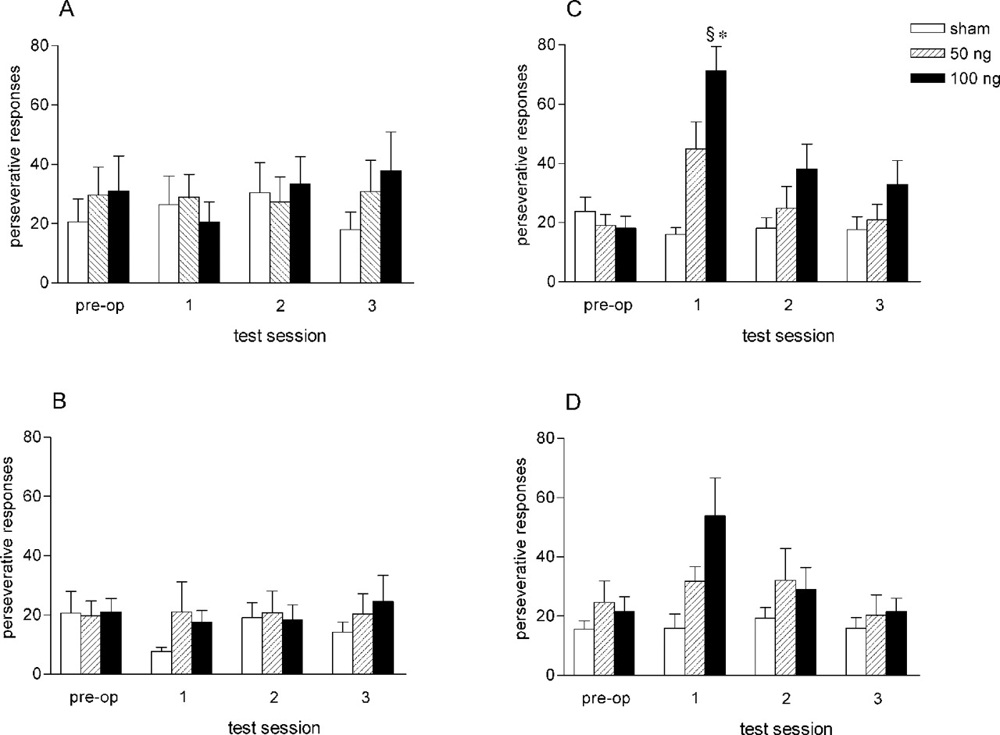 A
80
60
40
20
0
perseverative responses
pre-op 1 2 3
test session
C
§ *
80
60
40
20
0
perseverative responses
pre-op 1 2 3
test session
sham
50 ng
100 ng
B
80
60
40
20
0
perseverative responses
pre-op 1 2 3
test session
D
80
60
40
20
0
perseverative responses
pre-op 1 2 3
test session